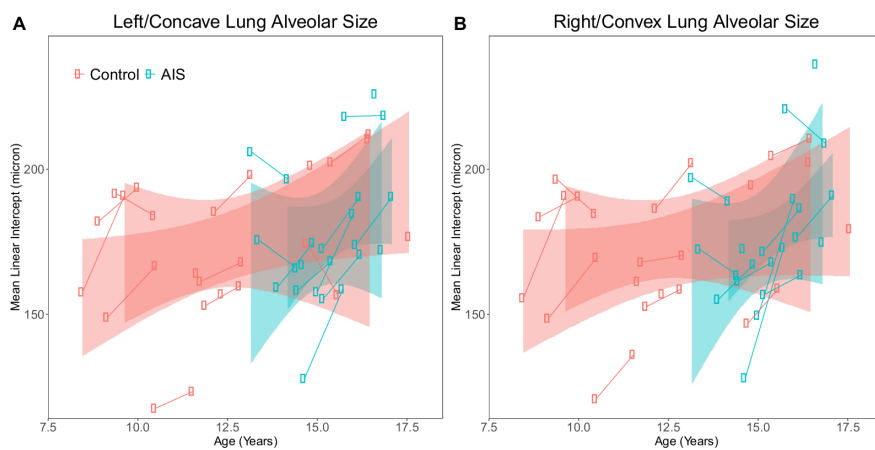 A
Left/Concave Lung Alveolar Size
Mean Linear Intercept (micron)
Control
AIS
200
150
7.5
10.0
12.5
15.0
17.5
Age (Years)
B
Right/Convex Lung Alveolar Size
Mean Linear Intercept (micron)
200
150
7.5
10.0
12.5
15.0
17.5
Age (Years)